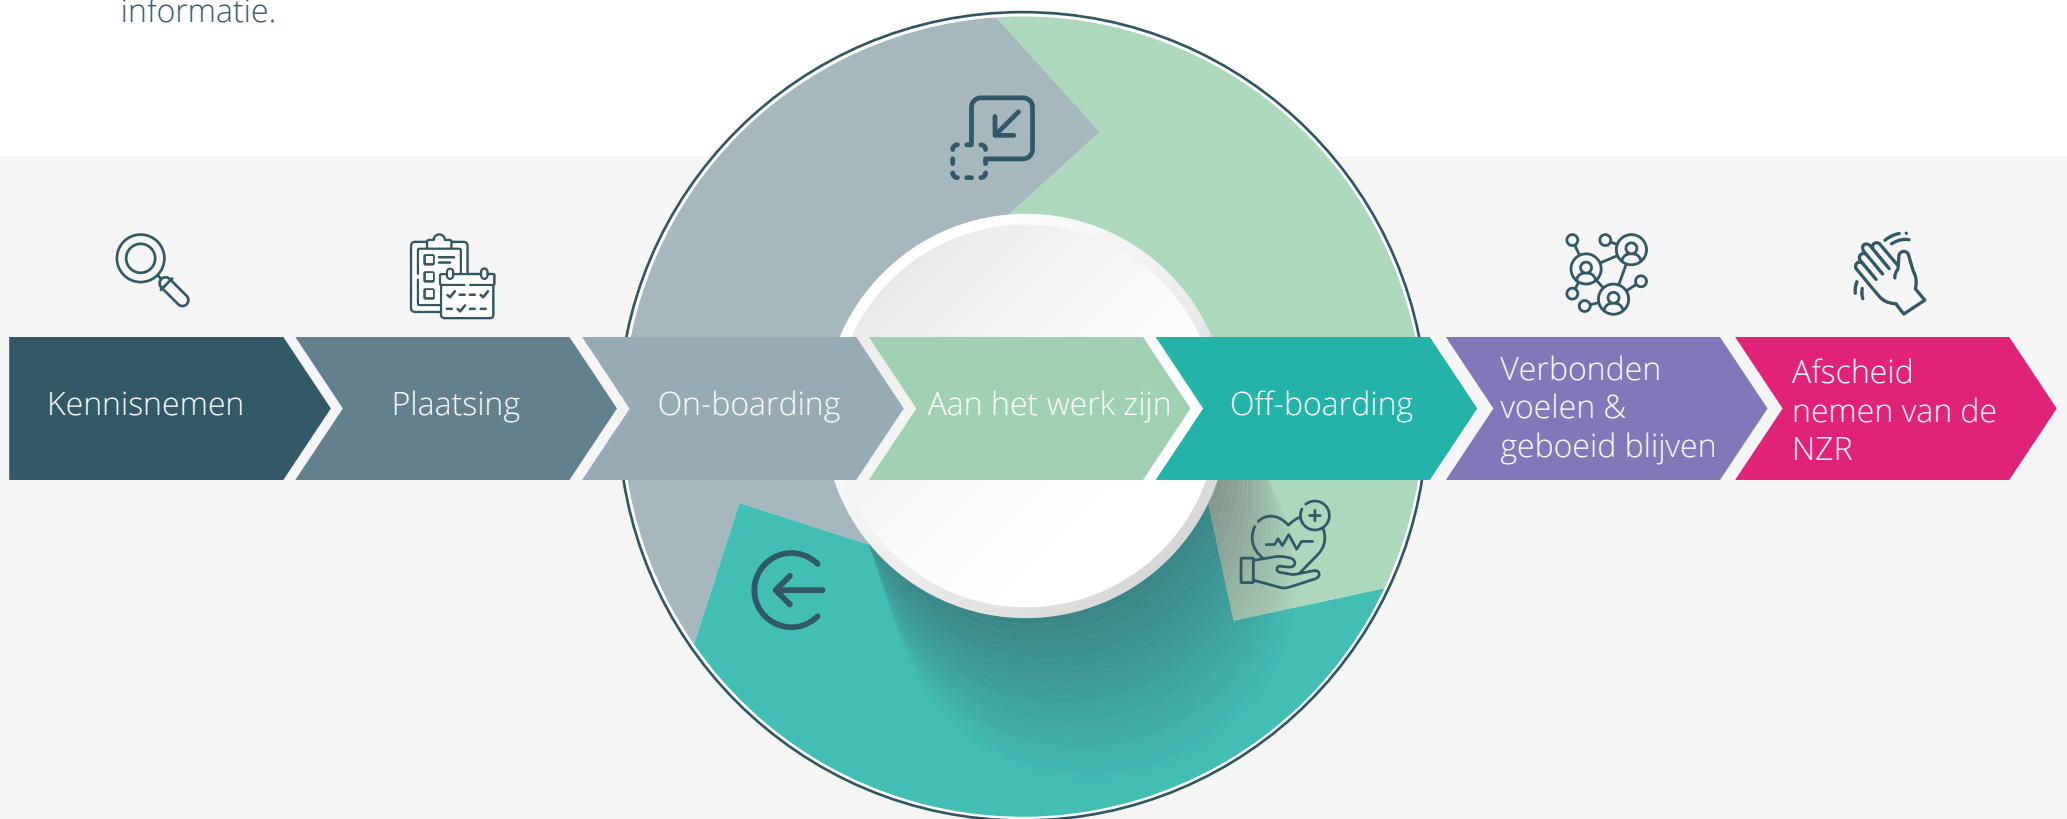 informatie.
Kennisnemen
Plaatsing
On-boarding
Aan het werk zijn
Off-boarding
Verbonden
voelen &
geboeid blijven
Afscheid
nemen van de
NZR